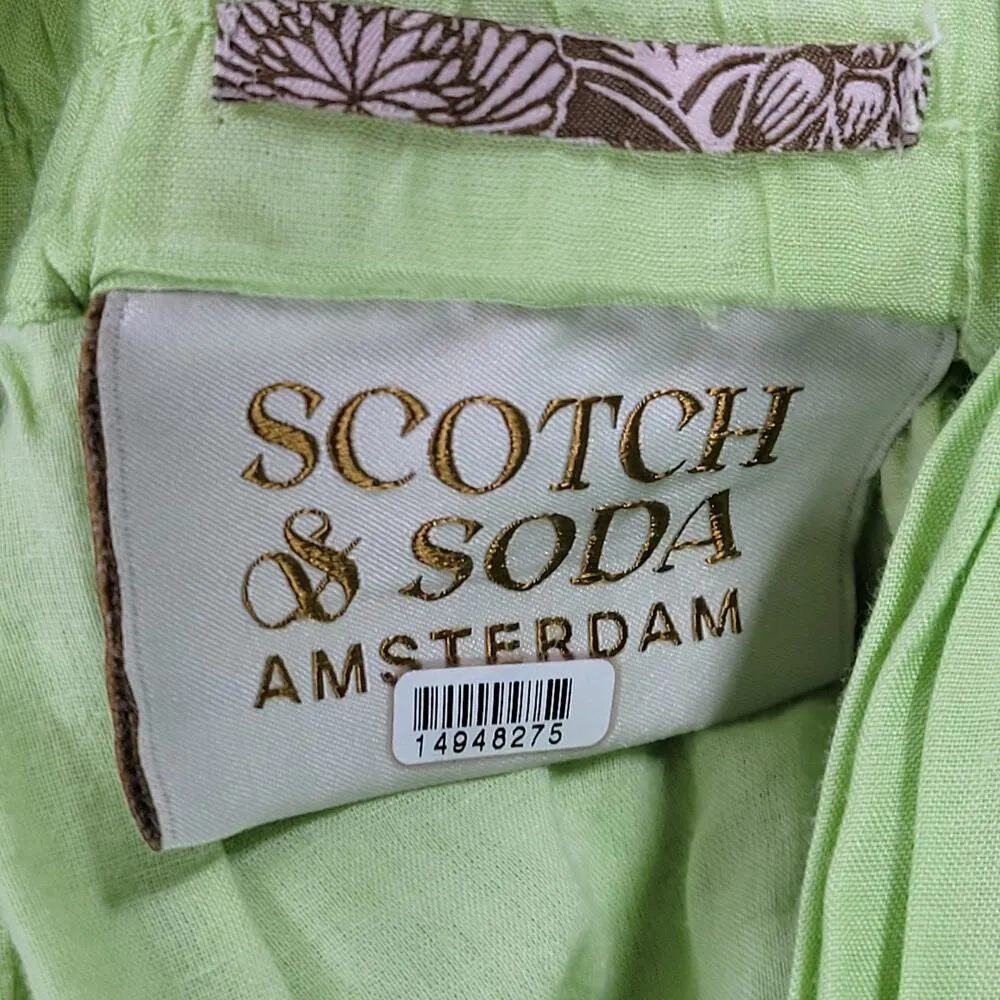 SCOTCH
& SODA
AMSTERDAM
14948275